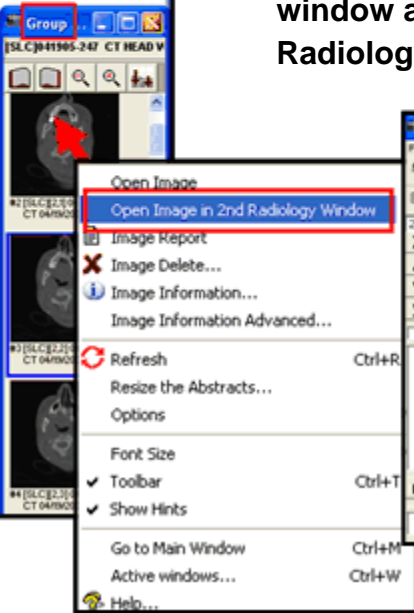 window a
Radiolog
Group ...
[SLC]041905-247 CT HEAD W
Open Image
Open Image in 2nd Radiology Window
Image Report
Image Delete...
Image Information...
Image Information Advanced...
Refresh Ctrl+R
Resize the Abstracts...
Options
Font Size
Toolbar Ctrl+T
Show Hints
Go to Main Window Ctrl+M
Active windows... Ctrl+W
Help...